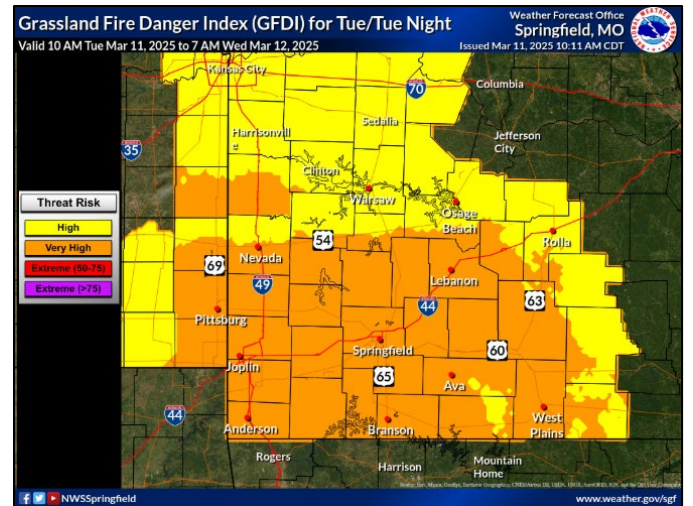 Grassland Fire Danger Index (GFDI) for Tue/Tue Night
Weather Forecast Office
Springfield, MO
Valid 10 AM Tue Mar 11, 2025 to 7 AM Wed Mar 12, 2025
Issued Mar 11, 2025 10:11 AM CDT
Kansas City
70
Columbia
Sedalia
Harrisonvill
e
Jefferson
City
35
Clinton
Warsaw
Threat Risk
High
Very High
Extreme (50-75)
Extreme (>75)
Osage
Beach
54
Rolla
Nevada
69
49
Lebanon
63
44
Pittsburg
Springfield
60
Joplin
65
Ava
44
Anderson
Branson
West
Plains
Rogers
Harrison
Mountain
Home
NWSSpringfield
www.weather.gov/sgf